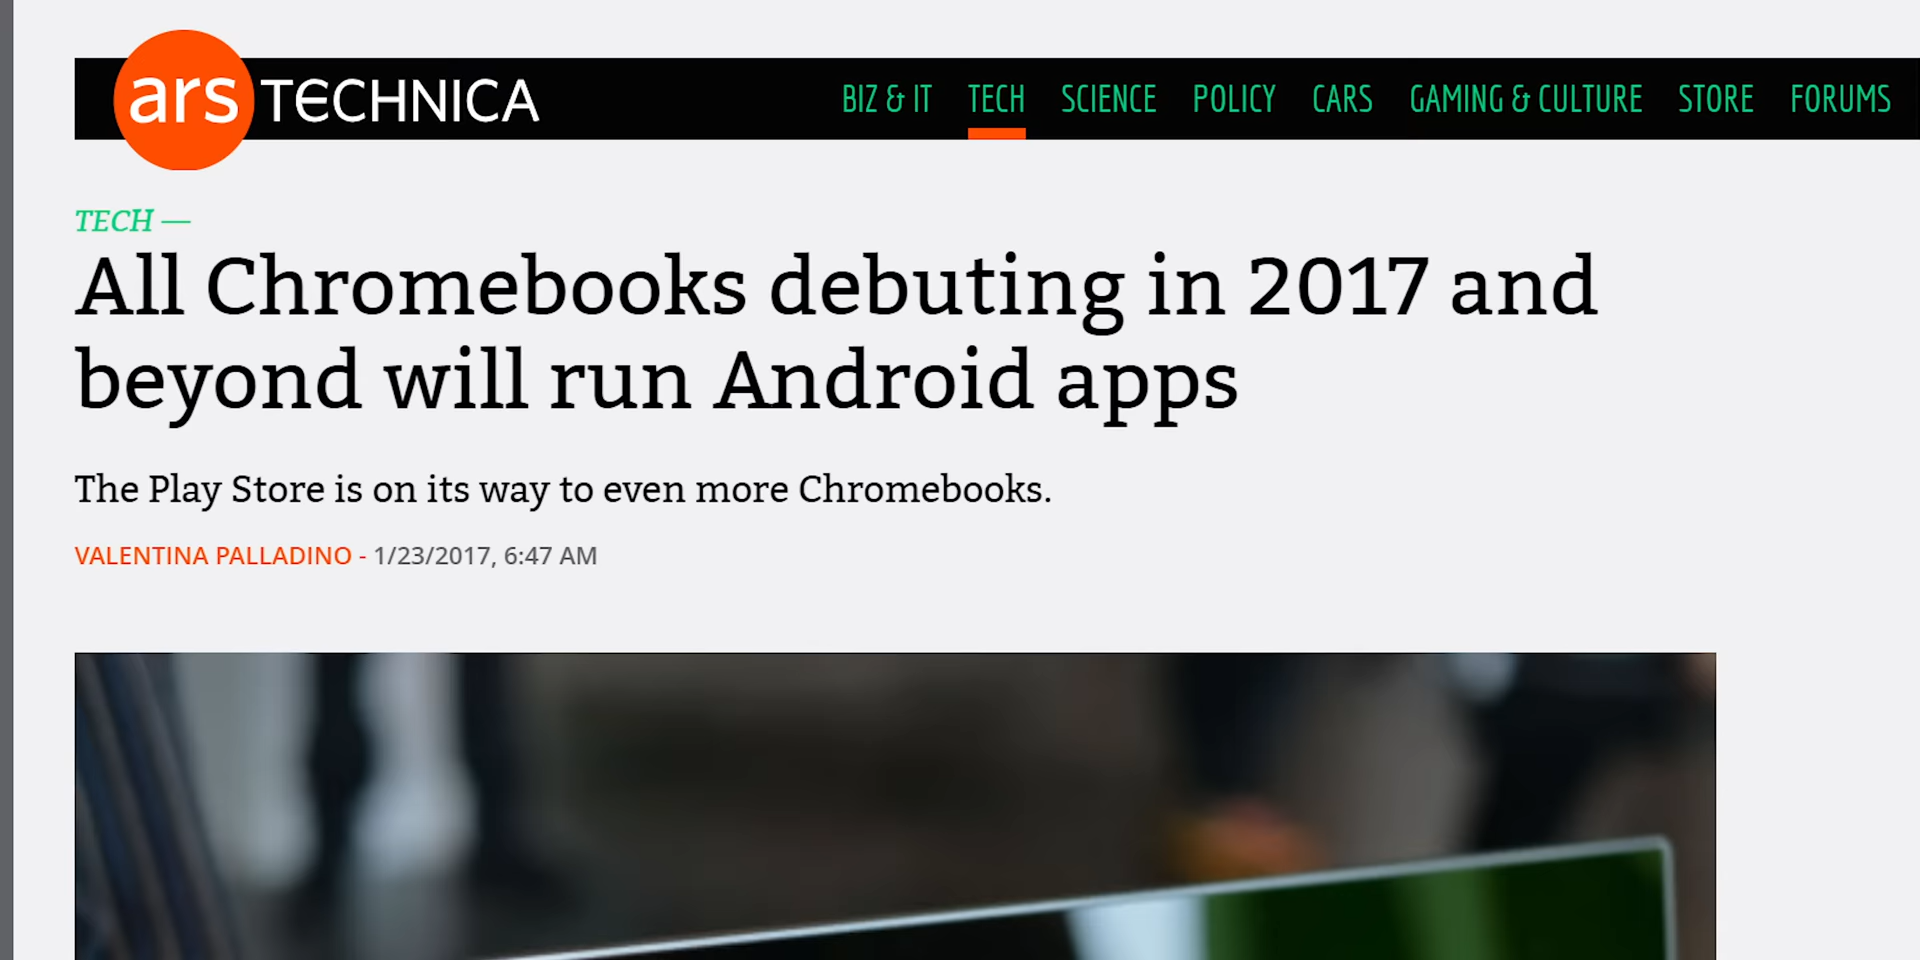 ars TECHNICA
BIZ & IT TECH SCIENCE POLICY CARS GAMING & CULTURE STORE FORUMS
TECH —
All Chromebooks debuting in 2017 and
beyond will run Android apps
The Play Store is on its way to even more Chromebooks.
VALENTINA PALLADINO - 1/23/2017, 6:47 AM